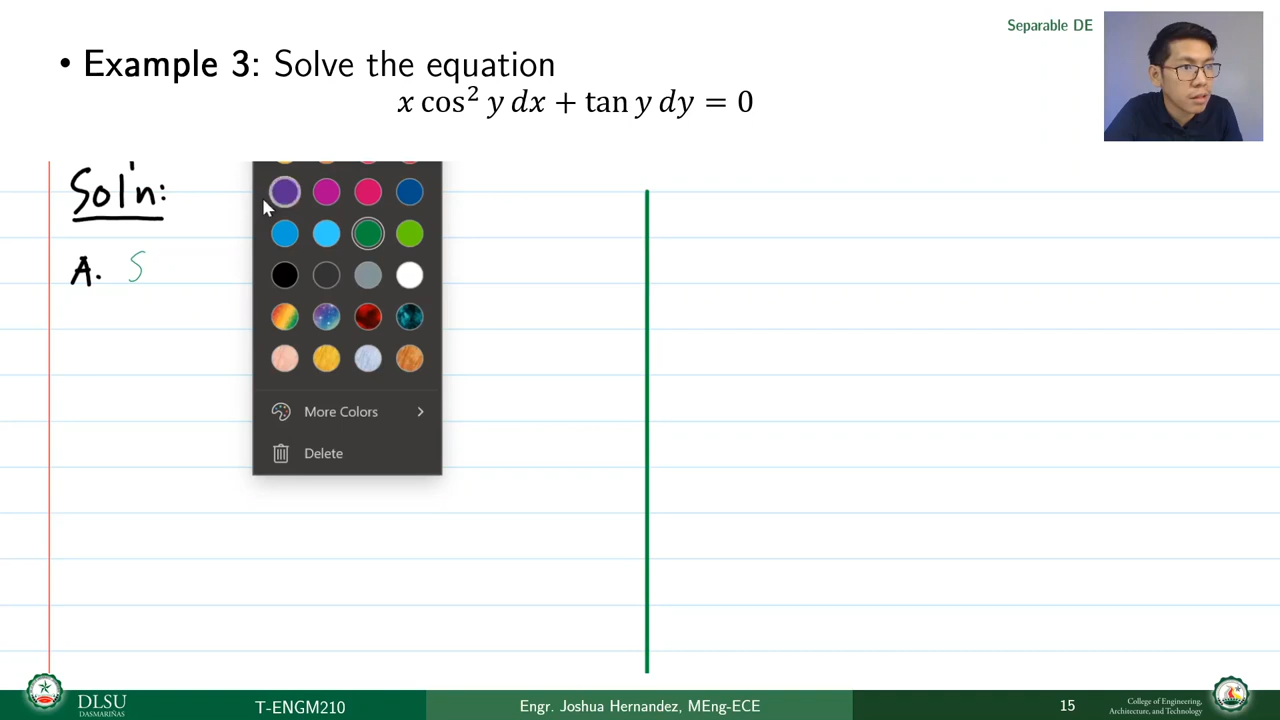 Separable DE
• Example 3: Solve the equation
x cos² y dx + tan y dy = 0
Sol'n:
A. S
More Colors
Delete
DLSU
DASMARIÑAS
T-ENGM210
Engr. Joshua Hernandez, MEng-ECE
15
College of Engineering,
Architecture, and Technology